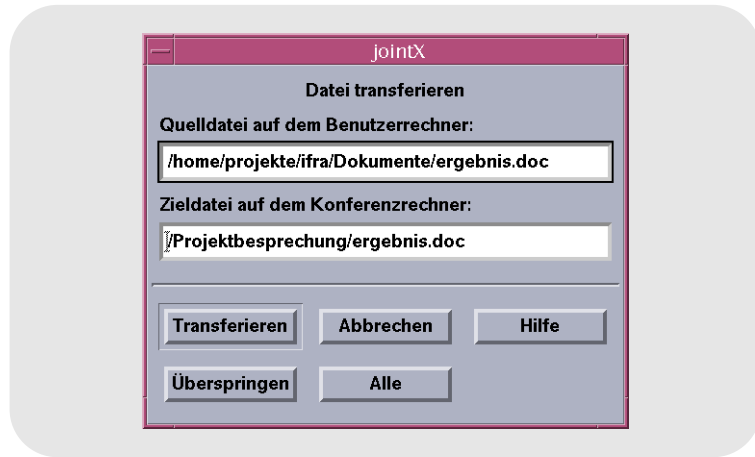 jointX
Datei transferieren
Quelldatei auf dem Benutzerrechner:
/home/projekte/ifra/Dokumente/ergebnis.doc
Zieldatei auf dem Konferenzrechner:
/Projektbesprechung/ergebnis.doc
Transferieren Abbrechen Hilfe
Überspringen Alle